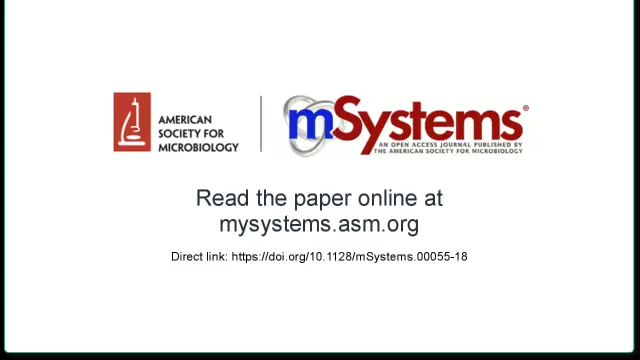 AMERICAN
SOCIETY FOR
MICROBIOLOGY
mSystems®
AN OPEN ACCESS JOURNAL PUBLISHED BY
THE AMERICAN SOCIETY FOR MICROBIOLOGY
Read the paper online at
mysystems.asm.org
Direct link: https://doi.org/10.1128/mSystems.00055-18